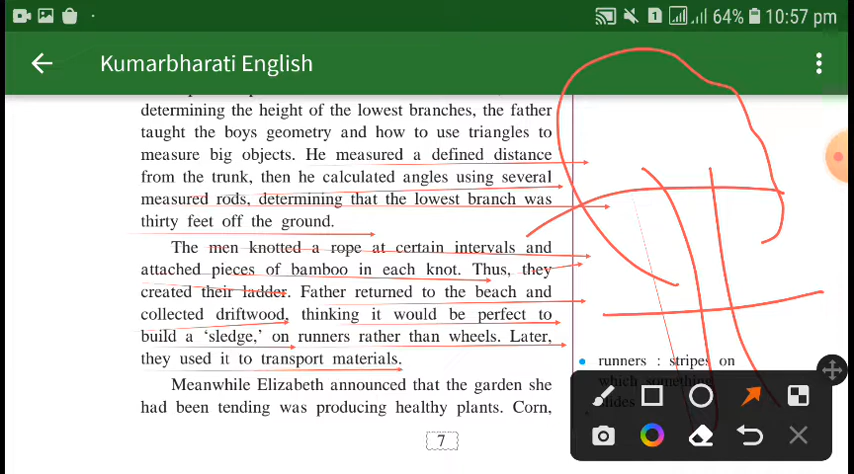 64% 10:57 pm
Kumarbharati English
determining the height of the lowest branches, the father
taught the boys geometry and how to use triangles to
measure big objects. He measured a defined distance
from the trunk, then he calculated angles using several
measured rods, determining that the lowest branch was
thirty feet off the ground.
The men knotted a rope at certain intervals and
attached pieces of bamboo in each knot. Thus, they
created their ladder. Father returned to the beach and
collected driftwood, thinking it would be perfect to
build a ‘sledge,’ on runners rather than wheels. Later,
they used it to transport materials.
Meanwhile Elizabeth announced that the garden she
had been tending was producing healthy plants. Corn,
7
runners : stripes on
which something
slides